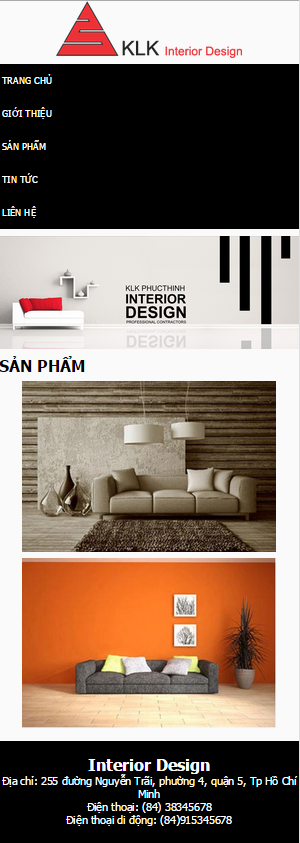 KLK Interior Design
TRANG CHỦ
GIỚI THIỆU
SẢN PHẨM
TIN TỨC
LIÊN HỆ
KLK PHUCTHINH
INTERIOR
DESIGN
PROFESSIONAL CONTRACTORS
SẢN PHẨM
Interior Design
Địa chỉ: 255 đường Nguyễn Trãi, phường 4, quận 5, Tp Hồ Chí
Minh
Điện thoại: (84) 38345678
Điện thoại di động: (84)915345678